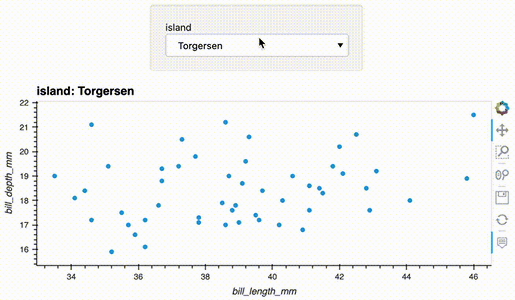 island
Torgersen
island: Torgersen
22
21
20
19
18
17
16
bill_depth_mm
34 36 38 40 42 44 46
bill_length_mm